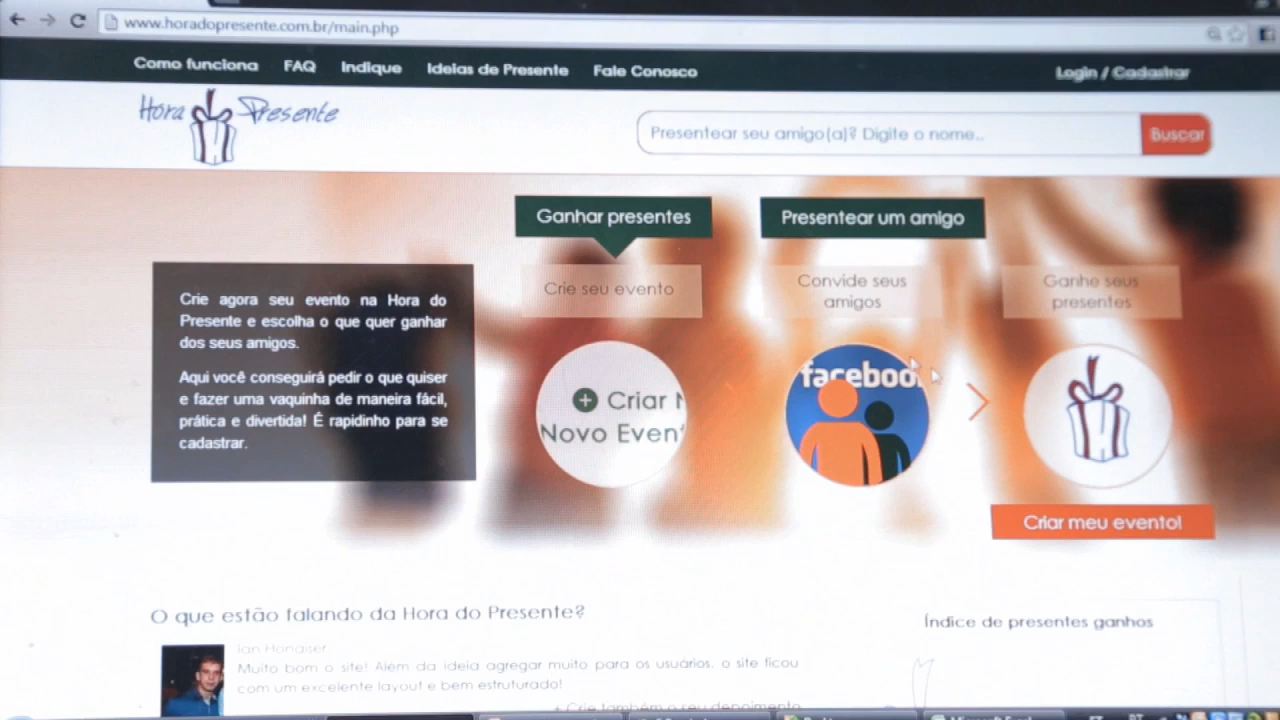 www.horadopresente.com.br/main.php
Como funciona FAQ Indique Ideias de Presente Fale Conosco Login / Cadastrar
Hora Presente
Presentear seu amigo(a)? Digite o nome.. Buscar
Ganhar presentes Presentear um amigo
Crie seu evento
Convide seus
amigos
Ganhe seus
presentes
Crie agora seu evento na Hora do
Presente e escolha o que quer ganhar
dos seus amigos.
Aqui você conseguirá pedir o que quiser
e fazer uma vaquinha de maneira fácil,
prática e divertida! É rapidinho para se
cadastrar.
Criar N
Novo Event
faceboo
Criar meu evento!
O que estão falando da Hora do Presente?
Índice de presentes ganhos
Ian Honaiser
Muito bom o site! Além da ideia agregar muito para os usuários, o site ficou
com um excelente layout e bem estruturado!
+ Crie também o seu depoimento